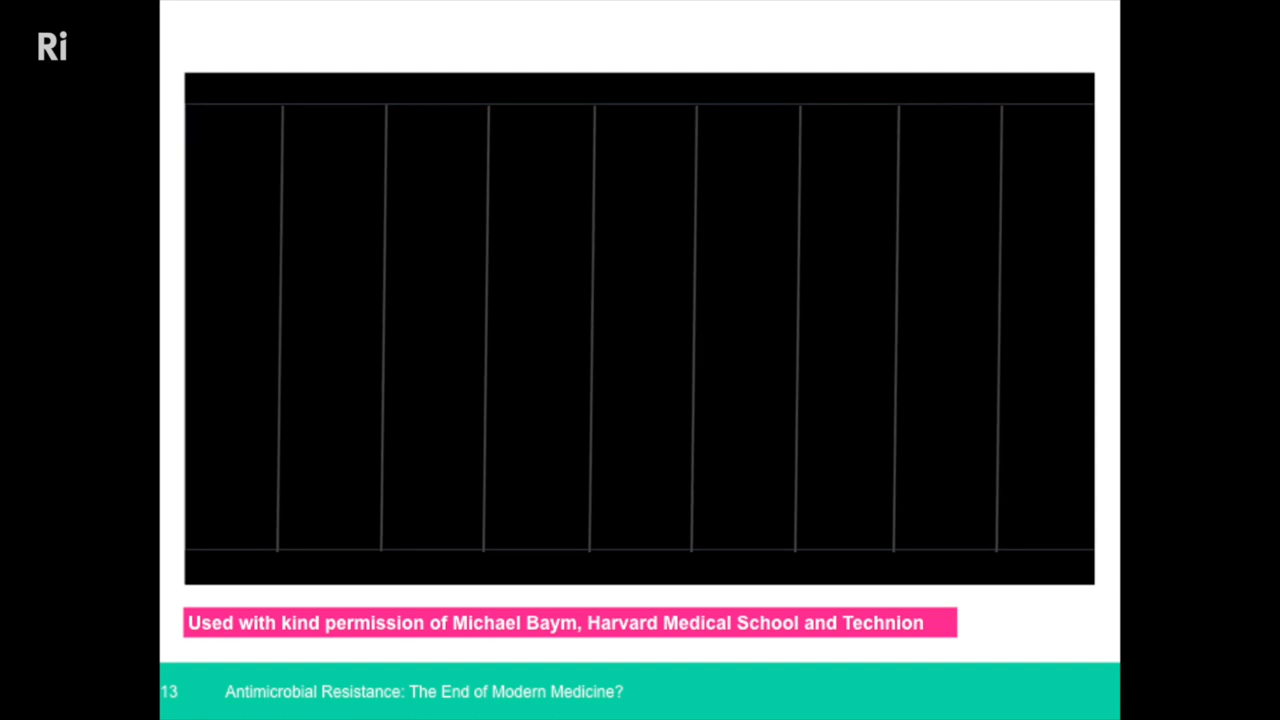 Ri
Used with kind permission of Michael Baym, Harvard Medical School and Technion
13 Antimicrobial Resistance: The End of Modern Medicine?